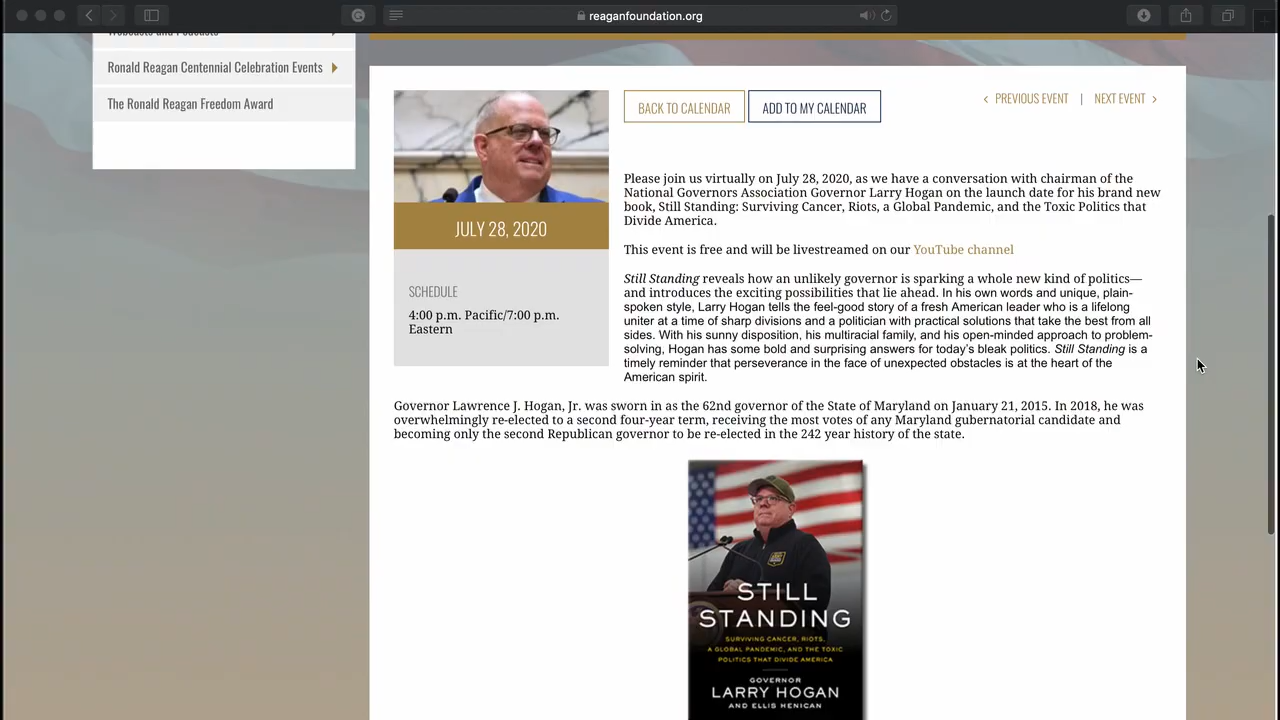 reaganfoundation.org
Webcasts and Podcasts
Ronald Reagan Centennial Celebration Events
The Ronald Reagan Freedom Award
BACK TO CALENDAR
ADD TO MY CALENDAR
PREVIOUS EVENT | NEXT EVENT
JULY 28, 2020
SCHEDULE
4:00 p.m. Pacific/7:00 p.m.
Eastern
Please join us virtually on July 28, 2020, as we have a conversation with chairman of the
National Governors Association Governor Larry Hogan on the launch date for his brand new
book, Still Standing: Surviving Cancer, Riots, a Global Pandemic, and the Toxic Politics that
Divide America.
This event is free and will be livestreamed on our YouTube channel
Still Standing reveals how an unlikely governor is sparking a whole new kind of politics—
and introduces the exciting possibilities that lie ahead. In his own words and unique, plain-
spoken style, Larry Hogan tells the feel-good story of a fresh American leader who is a lifelong
uniter at a time of sharp divisions and a politician with practical solutions that take the best from all
sides. With his sunny disposition, his multiracial family, and his open-minded approach to problem-
solving, Hogan has some bold and surprising answers for today's bleak politics. Still Standing is a
timely reminder that perseverance in the face of unexpected obstacles is at the heart of the
American spirit.
Governor Lawrence J. Hogan, Jr. was sworn in as the 62nd governor of the State of Maryland on January 21, 2015. In 2018, he was
overwhelmingly re-elected to a second four-year term, receiving the most votes of any Maryland gubernatorial candidate and
becoming only the second Republican governor to be re-elected in the 242 year history of the state.
STILL
STANDING
SURVIVING CANCER, RIOTS,
A GLOBAL PANDEMIC, AND THE TOXIC
POLITICS THAT DIVIDE AMERICA
GOVERNOR
LARRY HOGAN
AND ELLIS HENICAN